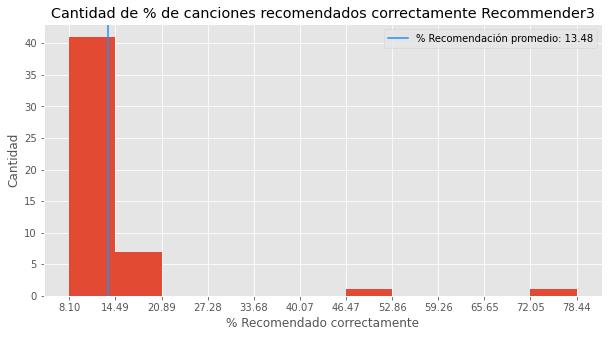 Cantidad de % de canciones recomendados correctamente Recommender3
% Recomendación promedio: 13.48
Cantidad
40
35
30
25
20
15
10
5
0
8.10 14.49 20.89 27.28 33.68 40.07 46.47 52.86 59.26 65.65 72.05 78.44
% Recomendado correctamente